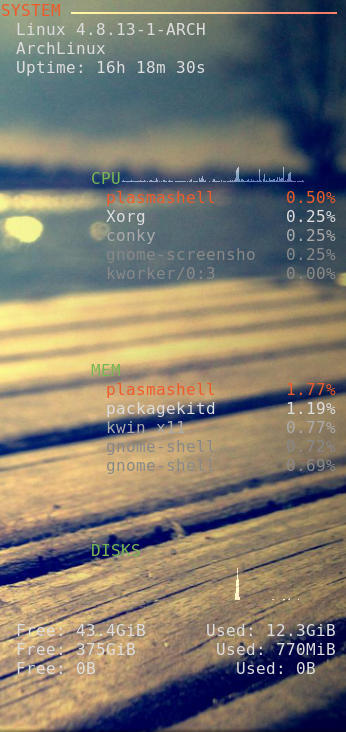 SYSTEM
Linux 4.8.13-1-ARCH
ArchLinux
Uptime: 16h 18m 30s
CPU
plasmashell 0.50%
Xorg 0.25%
conky 0.25%
gnome-screensho 0.25%
kworker/0:3 0.00%
MEM
plasmashell 1.77%
packagekitd 1.19%
kwin_x11 0.77%
gnome-shell 0.72%
gnome-shell 0.69%
DISKS
Free: 43.4GiB Used: 12.3GiB
Free: 375GiB Used: 770MiB
Free: 0B Used: 0B